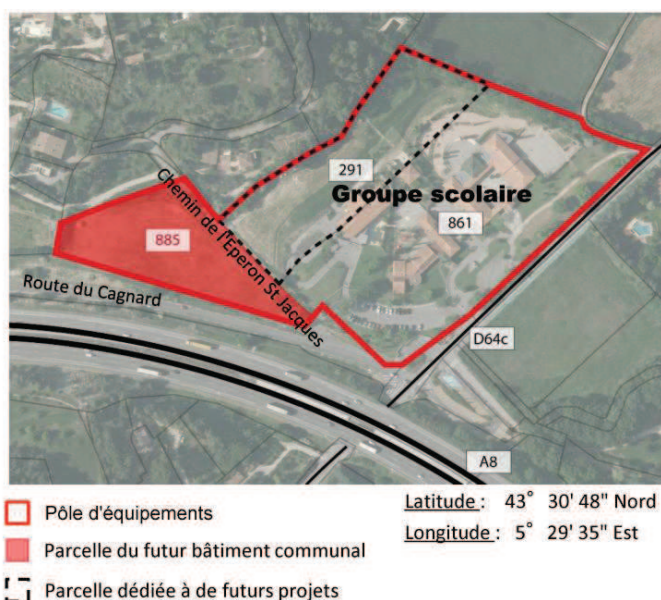 291
Groupe scolaire
861
885
Chemin de l'Eperon St Jacques
Route du Cagnard
D64c
A8
Pôle d'équipements
Parcelle du futur bâtiment communal
Parcelle dédiée à de futurs projets
Latitude : 43° 30' 48" Nord
Longitude : 5° 29' 35" Est